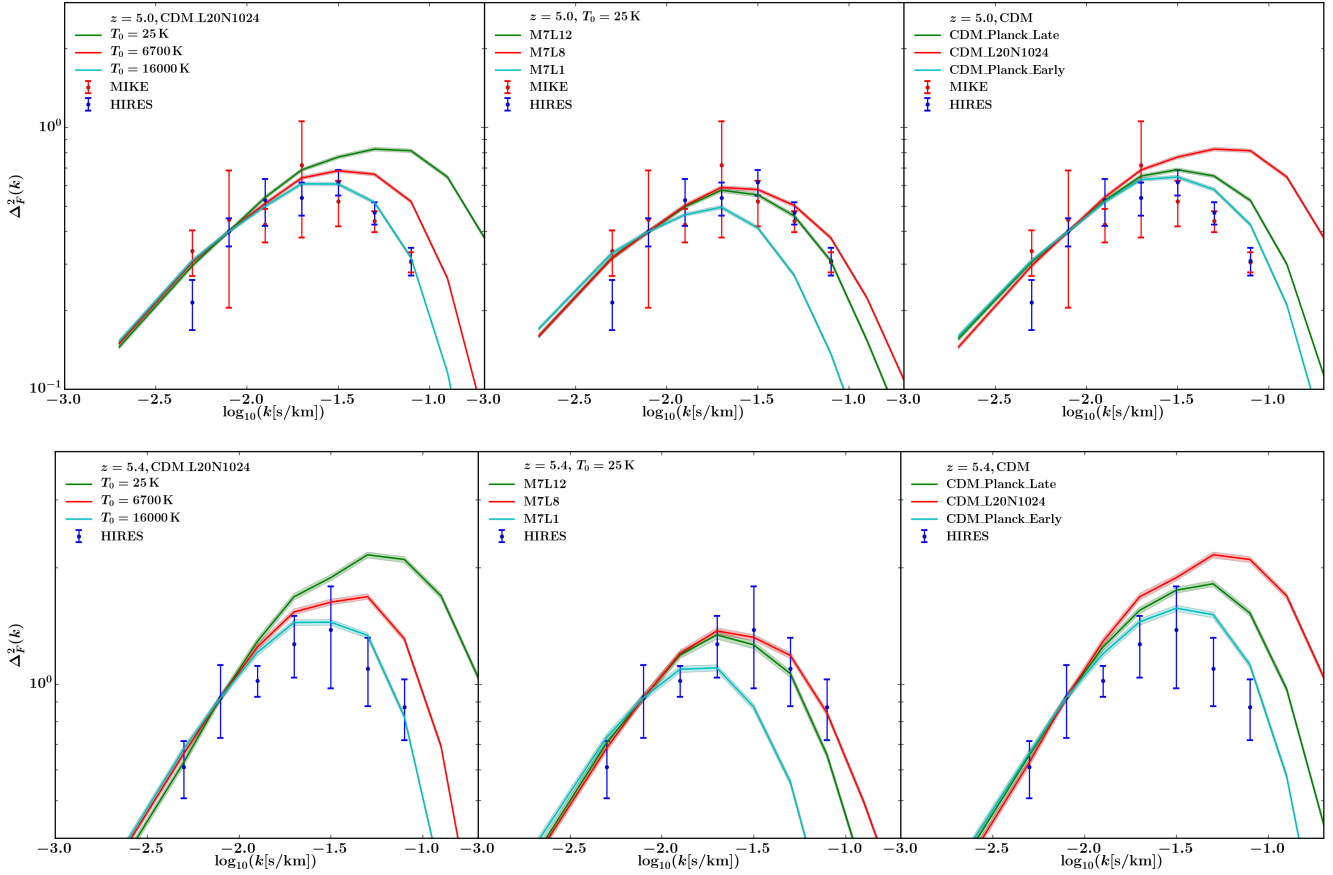 z = 5.0, CDM_L20N1024
T₀ = 25 K
T₀ = 6700 K
T₀ = 16000 K
MIKE
HIRES
z = 5.0, T₀ = 25 K
M7L12
M7L8
M7L1
MIKE
HIRES
z = 5.0, CDM
CDM_Planck_Late
CDM_L20N1024
CDM_Planck_Early
MIKE
HIRES
10⁰
10⁻¹
Δ²_F(k)
−3.0 −2.5 −2.0 −1.5 −1.0 −3.0 −2.5 −2.0 −1.5 −1.0 −3.0 −2.5 −2.0 −1.5 −1.0
log₁₀(k[s/km]) log₁₀(k[s/km]) log₁₀(k[s/km])
z = 5.4, CDM_L20N1024
T₀ = 25 K
T₀ = 6700 K
T₀ = 16000 K
HIRES
z = 5.4, T₀ = 25 K
M7L12
M7L8
M7L1
HIRES
z = 5.4, CDM
CDM_Planck_Late
CDM_L20N1024
CDM_Planck_Early
HIRES
10⁰
Δ²_F(k)
−3.0 −2.5 −2.0 −1.5 −1.0 −3.0 −2.5 −2.0 −1.5 −1.0 −3.0 −2.5 −2.0 −1.5 −1.0
log₁₀(k[s/km]) log₁₀(k[s/km]) log₁₀(k[s/km])